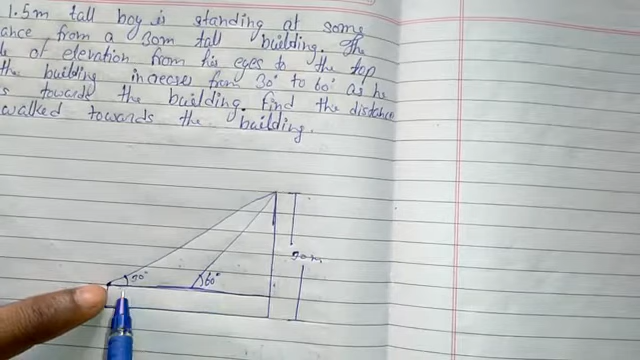 1.5m tall boy is standing at some
ance from a 30m tall building. The
le of elevation from his eyes to the top
the building increases from 30° to 60° as he
s towards the building. Find the distance
walked towards the building.
30°
60°
30m